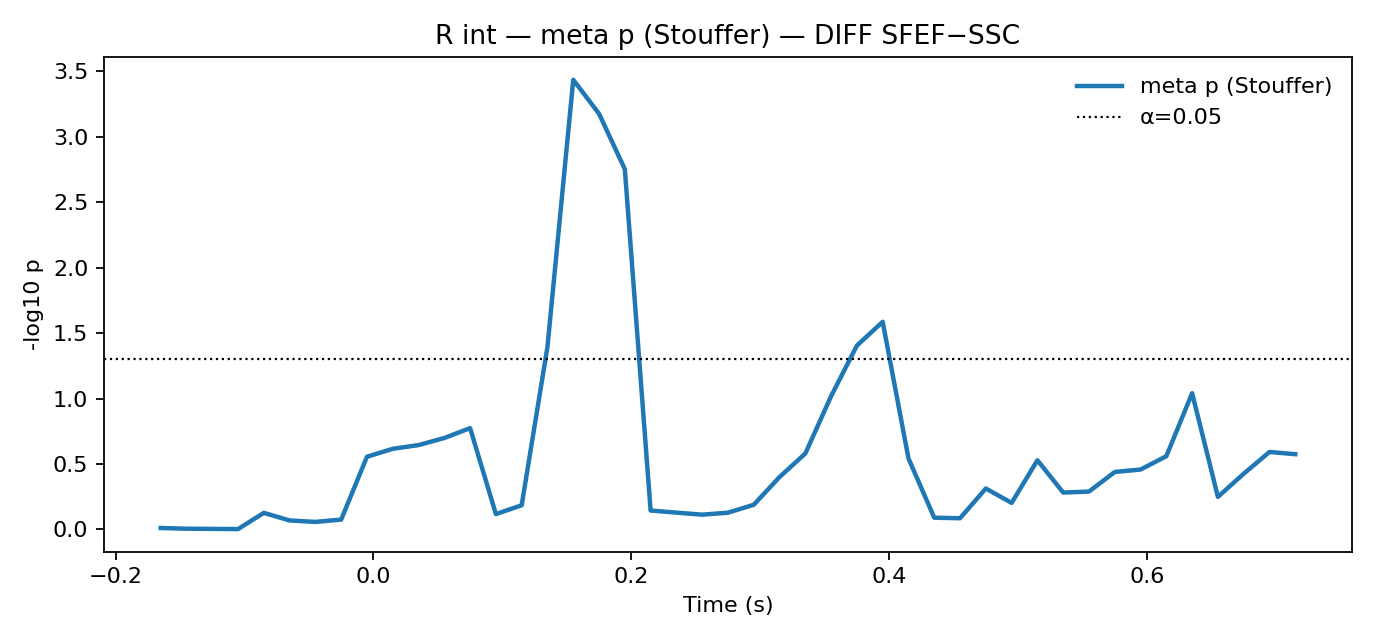 R int — meta p (Stouffer) — DIFF SFEF−SSC
meta p (Stouffer)
α=0.05
-log10 p
3.5
3.0
2.5
2.0
1.5
1.0
0.5
0.0
−0.2
0.0
0.2
0.4
0.6
Time (s)